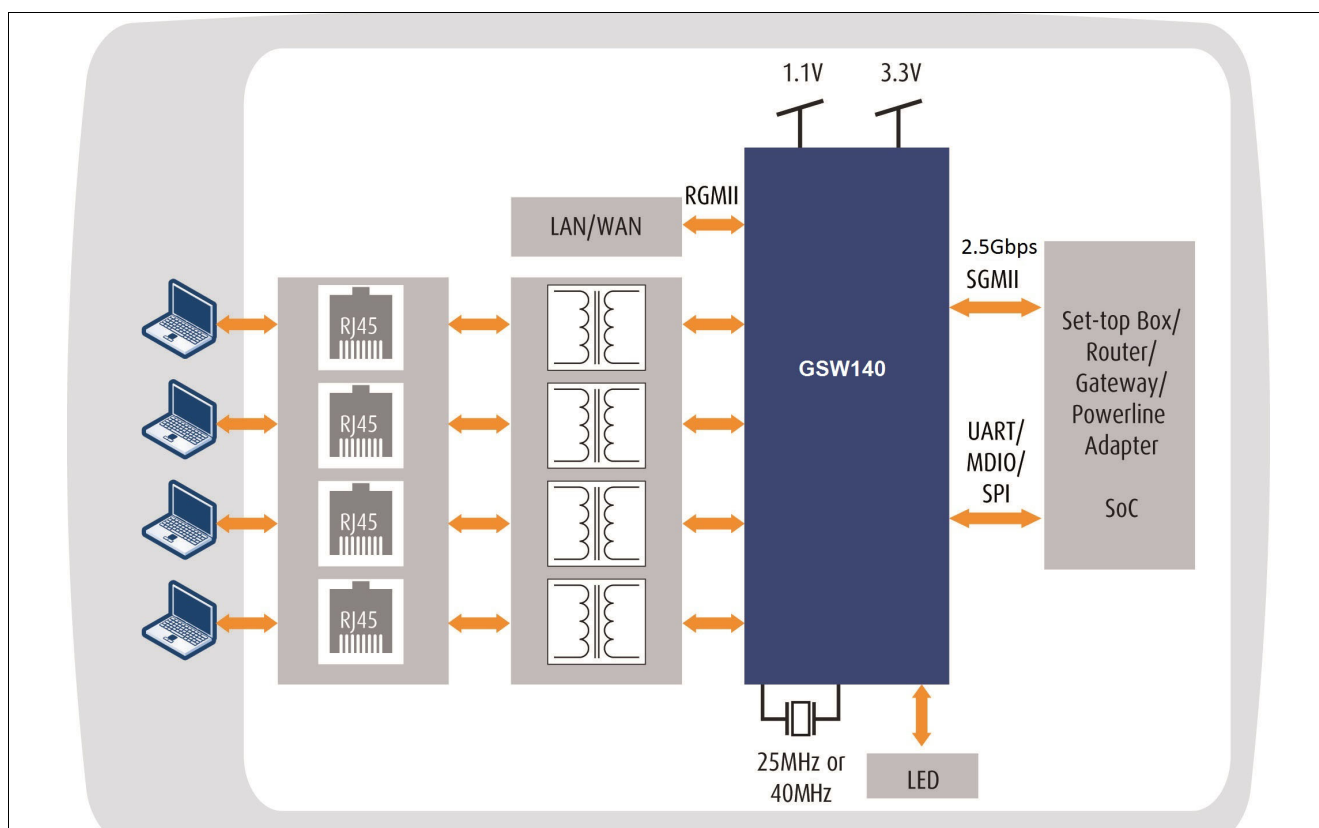 1.1V
3.3V
RGMII
LAN/WAN
2.5Gbps
SGMII
RJ45
RJ45
RJ45
RJ45
GSW140
Set-top Box/
Router/
Gateway/
Powerline
Adapter
SoC
UART/
MDIO/
SPI
25MHz or
40MHz
LED